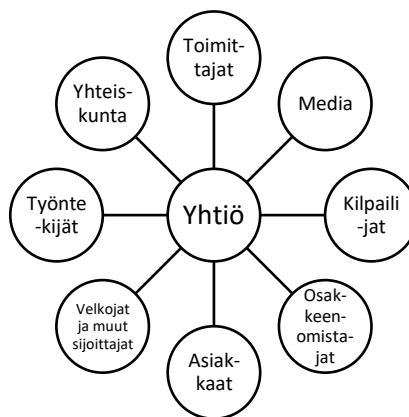 Toimit-
tajat
Yhteis-
kunta
Media
Työnte
-kijät
Yhtiö
Kilpaili
-jat
Velkojat
ja muut
sijoittajat
Osak-
keen-
omista-
jat
Asiak-
kaat